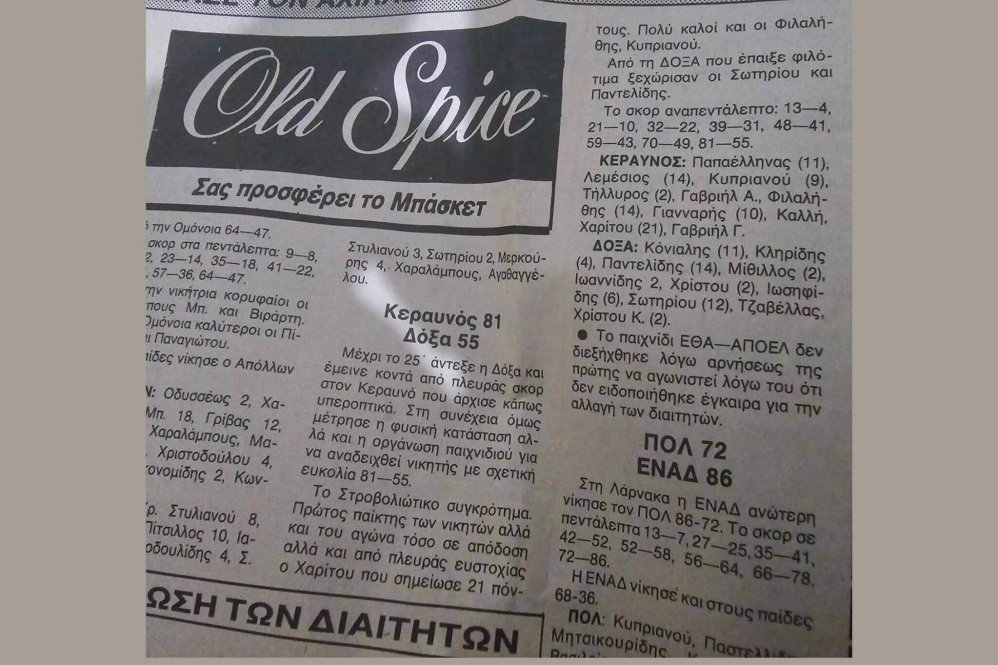 Old Spice
Σας προσφέρει το Μπάσκετ
την Ομόνοια 64—47.
σκορ στα πεντάλεπτα: 9—8,
2, 23—14, 35—18, 41—22,
57—36, 64—47.
την νικήτρια κορυφαίοι οι
πους Μπ. και Βιράρτη.
Ομόνοια καλύτεροι οι Πί-
Παναγιώτου.
ίδες νίκησε ο Απόλλων
Ν: Οδυσσέως 2, Χα-
Μπ. 18, Γρίβας 12,
Χαραλάμπους, Μα-
Χριστοδούλου 4,
κονομίδης 2, Κων-
ρ. Στυλιανού 8,
Πίτσιλλος 10, Ια-
ροδουλίδης 4, Σ.
Στυλιανού 3, Σωτηρίου 2, Μερκού-
ρης 4, Χαραλάμπους, Αγαθαγγέ-
λου.
Κεραυνός 81
Δόξα 55
Μέχρι το 25΄ άντεξε η Δόξα και
έμεινε κοντά από πλευράς σκορ
στον Κεραυνό που άρχισε κάπως
υπεροπτικά. Στη συνέχεια όμως
μέτρησε η φυσική κατάσταση αλ-
λά και η οργάνωση παιχνιδιού για
να αναδειχθεί νικητής με σχετική
ευκολία 81—55.
Το Στροβολιώτικο συγκρότημα.
Πρώτος παίκτης των νικητών αλλά
και του αγώνα τόσο σε απόδοση
αλλά και από πλευράς ευστοχίας
ο Χαρίτου που σημείωσε 21 πόν-
τους. Πολύ καλοί και οι Φιλαλή-
θης, Κυπριανού.
Από τη ΔΟΞΑ που έπαιξε φιλό-
τιμα ξεχώρισαν οι Σωτηρίου και
Παντελίδης.
Το σκορ αναπεντάλεπτο: 13—4,
21—10, 32—22, 39—31, 48—41,
59—43, 70—49, 81—55.
ΚΕΡΑΥΝΟΣ: Παπαέλληνας (11),
Λεμέσιος (14), Κυπριανού (9),
Τήλλυρος (2), Γαβριήλ Α., Φιλαλή-
θης (14), Γιανναρής (10), Καλλή,
Χαρίτου (21), Γαβριήλ Γ.
ΔΟΞΑ: Κόνιαλης (11), Κληρίδης
(4), Παντελίδης (14), Μίθιλλος (2),
Ιωαννίδης 2, Χρίστου (2), Ιωσηφί-
δης (6), Σωτηρίου (12), Τζαβέλλας,
Χρίστου Κ. (2).
● Το παιχνίδι ΕΘΑ—ΑΠΟΕΛ δεν
διεξήχθηκε λόγω αρνήσεως της
πρώτης να αγωνιστεί λόγω του ότι
δεν ειδοποιήθηκε έγκαιρα για την
αλλαγή των διαιτητών.
ΠΟΛ 72
ΕΝΑΔ 86
Στη Λάρνακα η ΕΝΑΔ ανώτερη
νίκησε τον ΠΟΛ 86-72. Το σκορ σε
πεντάλεπτα 13—7, 27—25, 35—41,
42—52, 52—58, 56—64, 66—78,
72—86.
Η ΕΝΑΔ νίκησε και στους παίδες
68-36.
ΠΟΛ: Κυπριανού, Παστελλί
Μητσικουρίδης,
ΩΣΗ ΤΩΝ ΔΙΑΙΤΗΤΩΝ